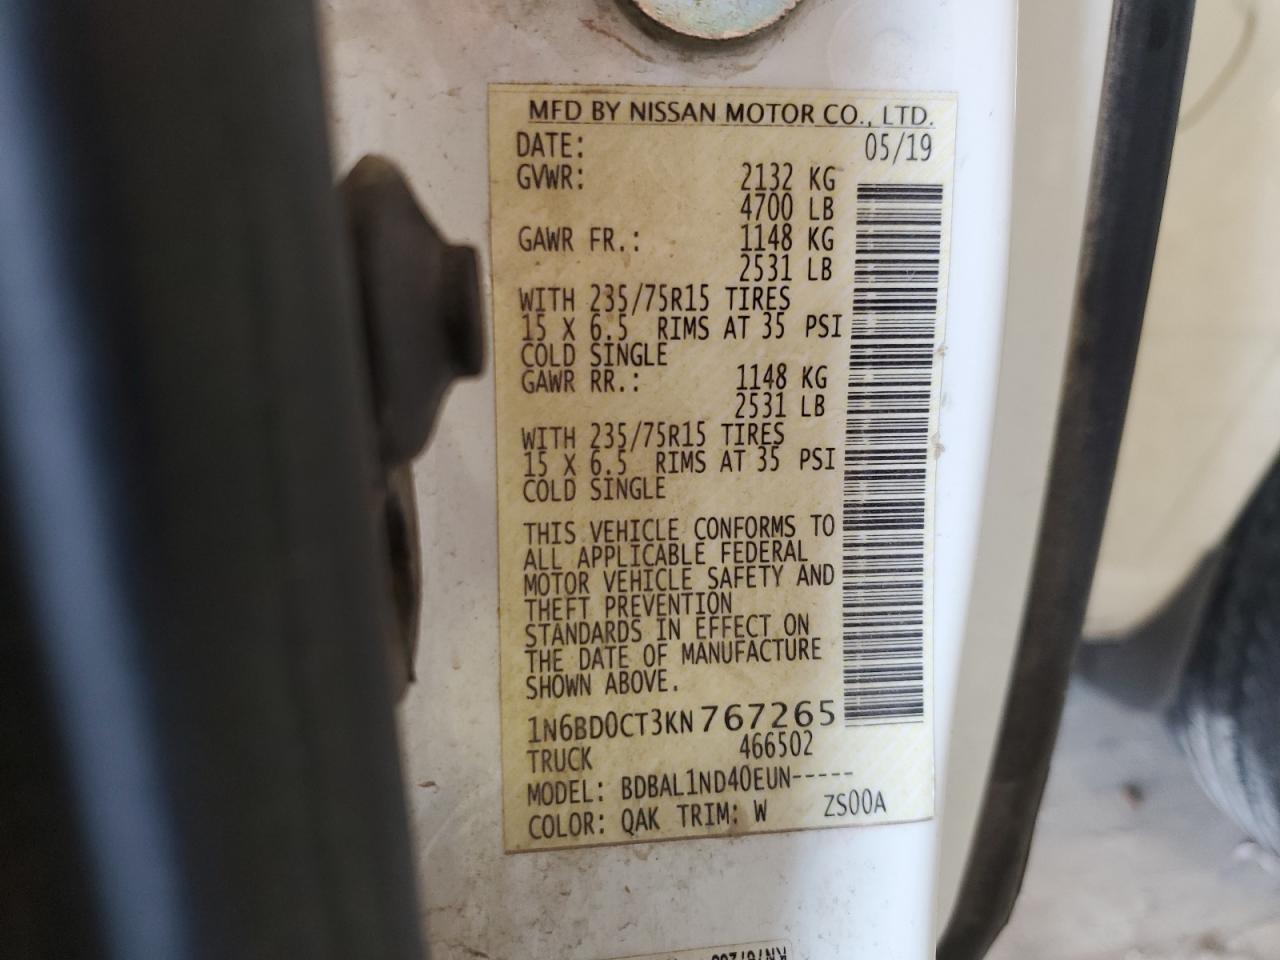 MFD BY NISSAN MOTOR CO., LTD.
DATE: 05/19
GVWR: 2132 KG
4700 LB
GAWR FR.: 1148 KG
2531 LB
WITH 235/75R15 TIRES
15 X 6.5 RIMS AT 35 PSI
COLD SINGLE
GAWR RR.: 1148 KG
2531 LB
WITH 235/75R15 TIRES
15 X 6.5 RIMS AT 35 PSI
COLD SINGLE
THIS VEHICLE CONFORMS TO
ALL APPLICABLE FEDERAL
MOTOR VEHICLE SAFETY AND
THEFT PREVENTION
STANDARDS IN EFFECT ON
THE DATE OF MANUFACTURE
SHOWN ABOVE.
1N6BD0CT3KN767265
TRUCK 466502
MODEL: BDBAL1ND40EUN-----
COLOR: QAK TRIM: W ZS00A